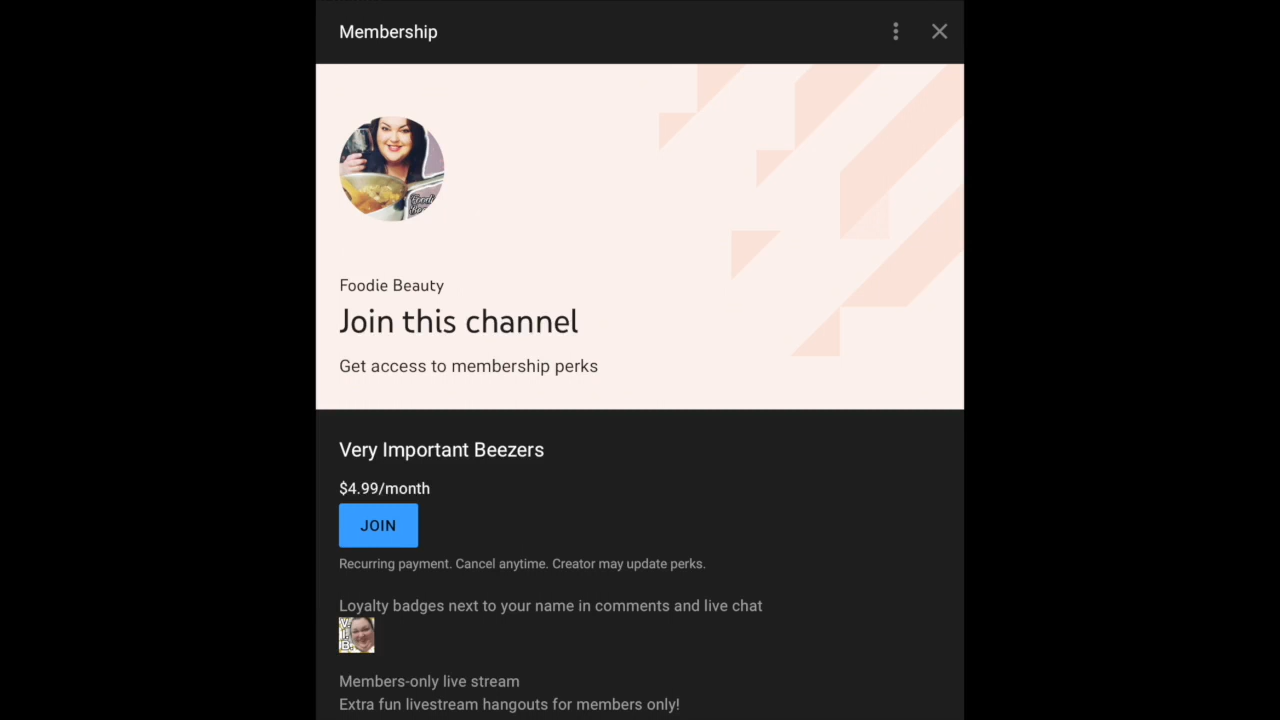 Membership
Foodie Beauty
Join this channel
Get access to membership perks
Very Important Beezers
$4.99/month
JOIN
Recurring payment. Cancel anytime. Creator may update perks.
Loyalty badges next to your name in comments and live chat
V.
I.
B.
Members-only live stream
Extra fun livestream hangouts for members only!